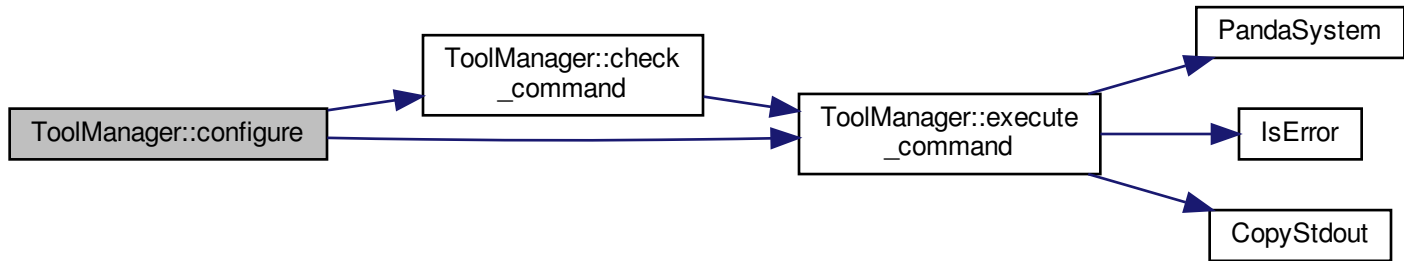 ToolManager::configure
ToolManager::check
_command
ToolManager::execute
_command
PandaSystem
IsError
CopyStdout